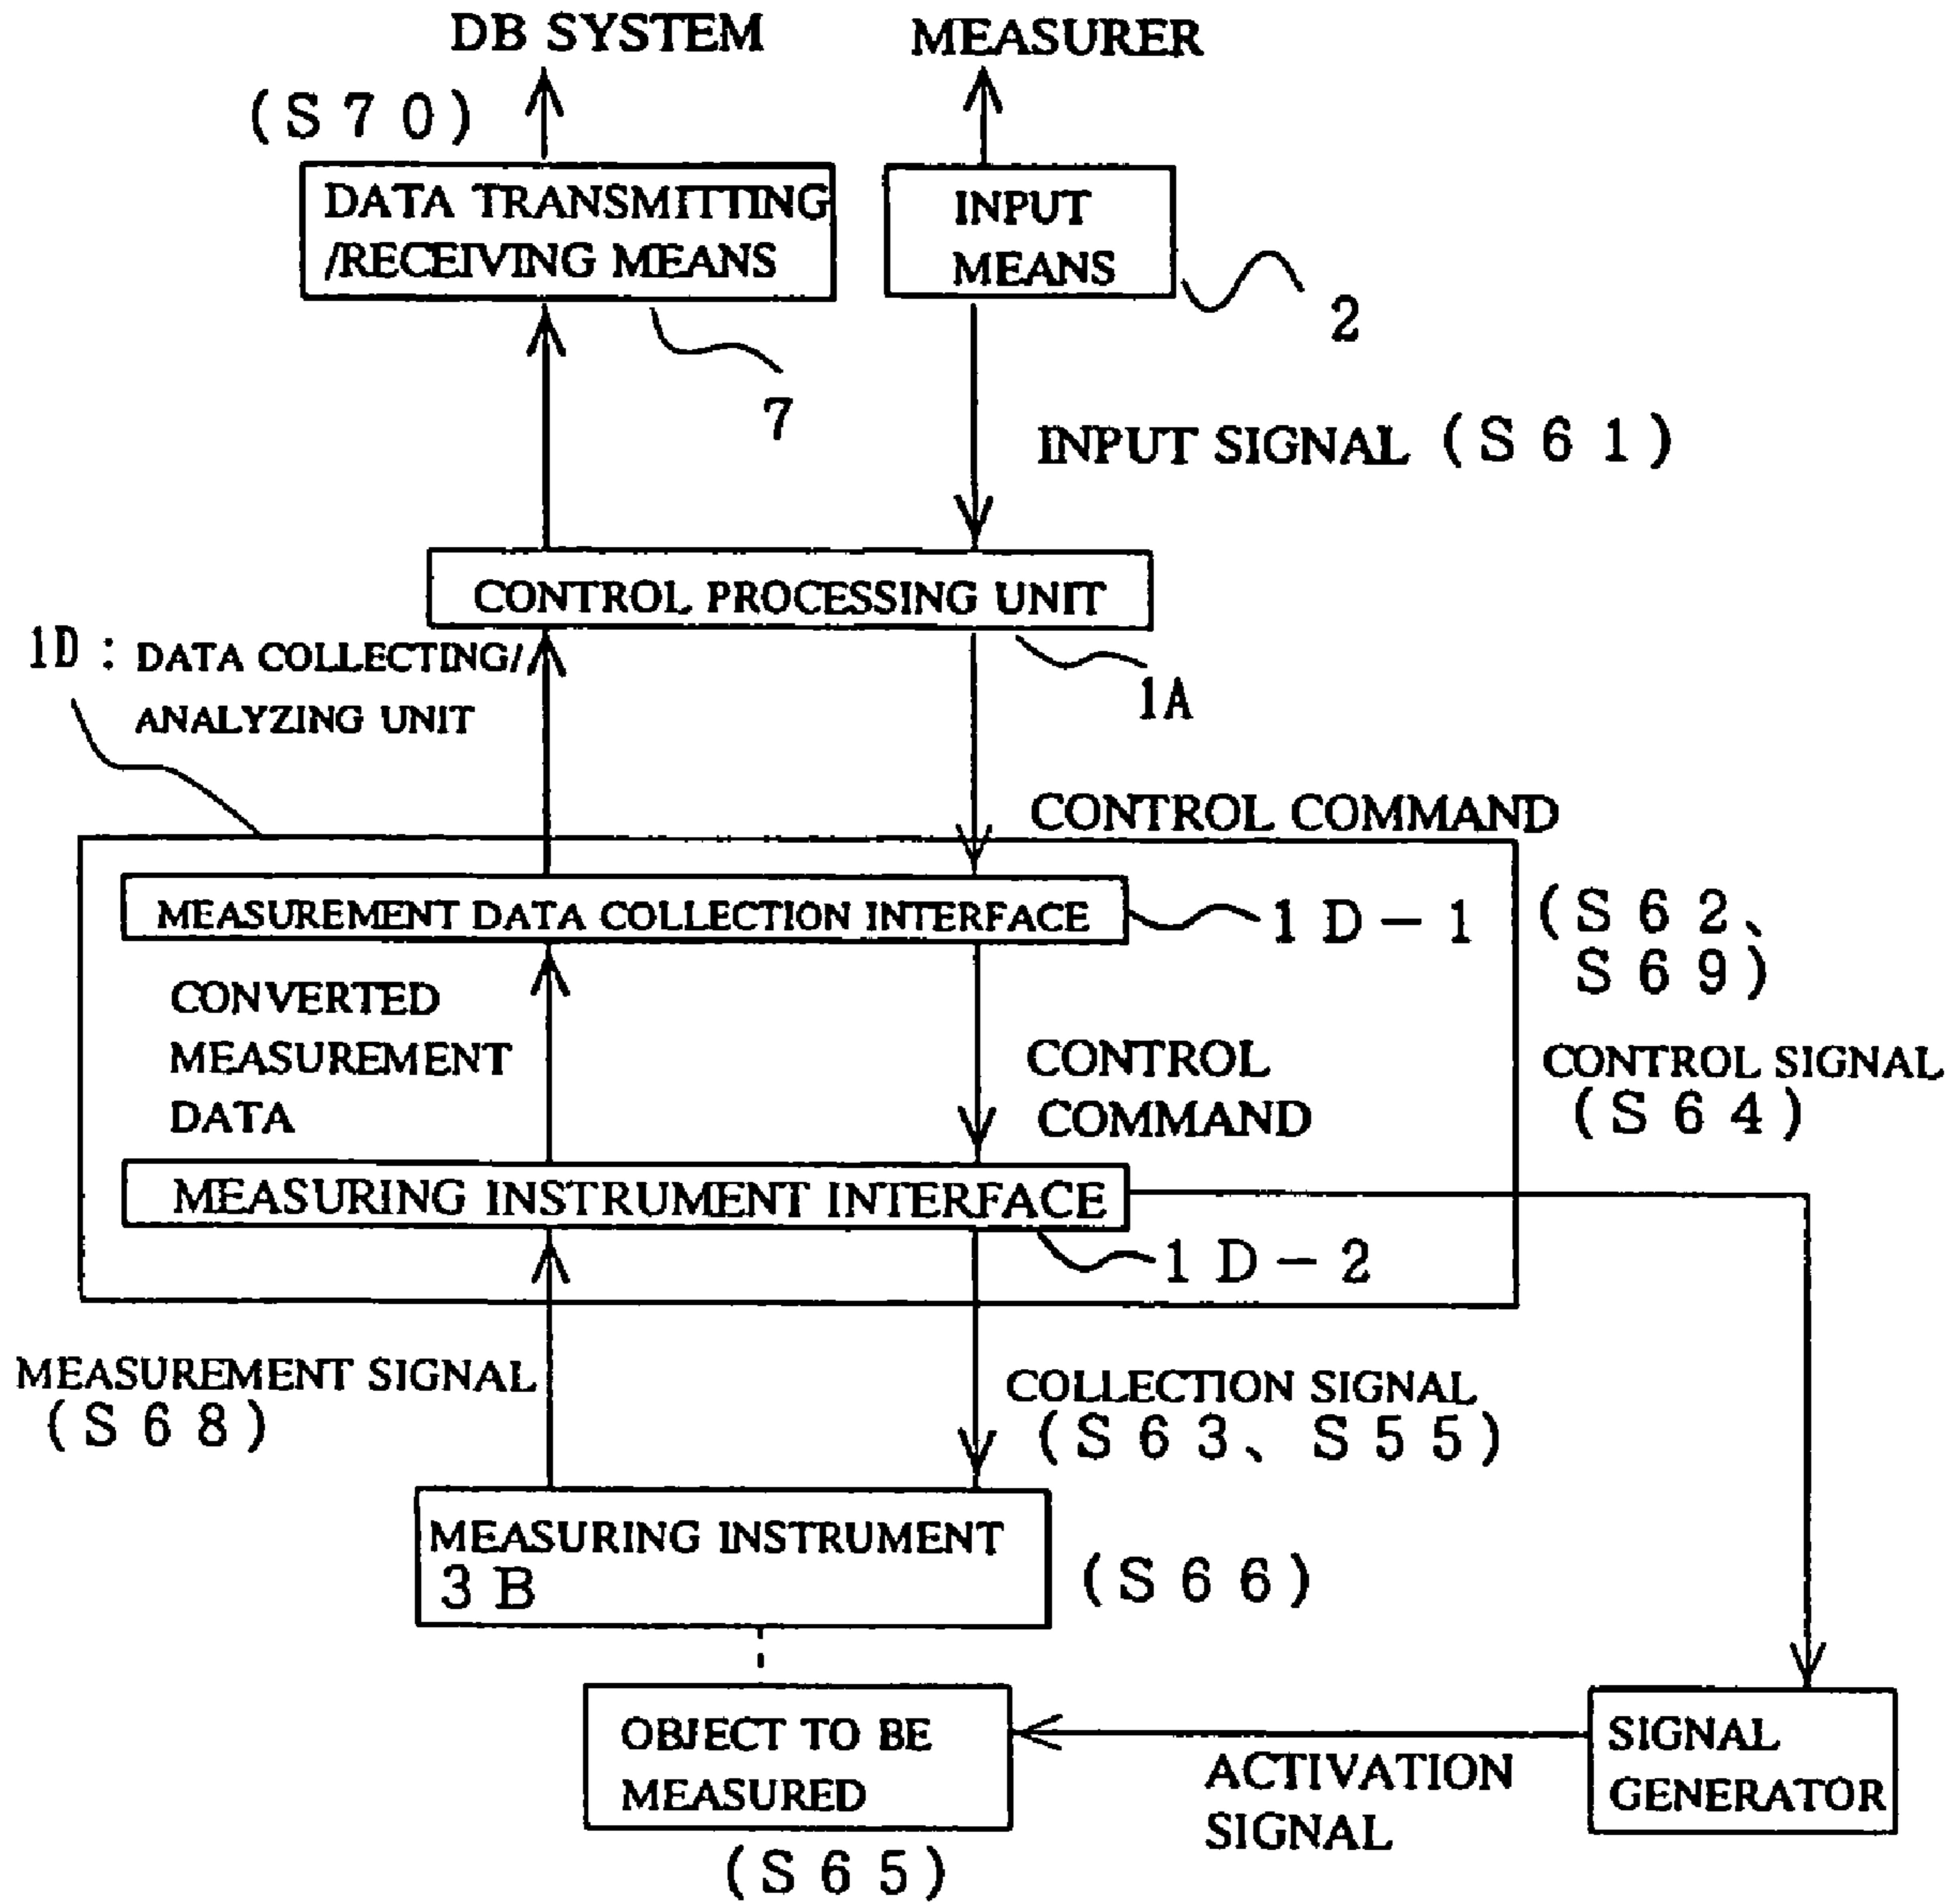 DB SYSTEM
MEASURER
(S70)
DATA TRANSMITTING
/RECEIVING MEANS
INPUT
MEANS
2
7
INPUT SIGNAL (S61)
CONTROL PROCESSING UNIT
1D : DATA COLLECTING/
ANALYZING UNIT
1A
CONTROL COMMAND
MEASUREMENT DATA COLLECTION INTERFACE
1D-1
(S62、
S69)
CONVERTED
MEASUREMENT
DATA
CONTROL
COMMAND
CONTROL SIGNAL
(S64)
MEASURING INSTRUMENT INTERFACE
1D-2
MEASUREMENT SIGNAL
(S68)
COLLECTION SIGNAL
(S63、S55)
MEASURING INSTRUMENT
3B
(S66)
OBJECT TO BE
MEASURED
(S65)
ACTIVATION
SIGNAL
SIGNAL
GENERATOR